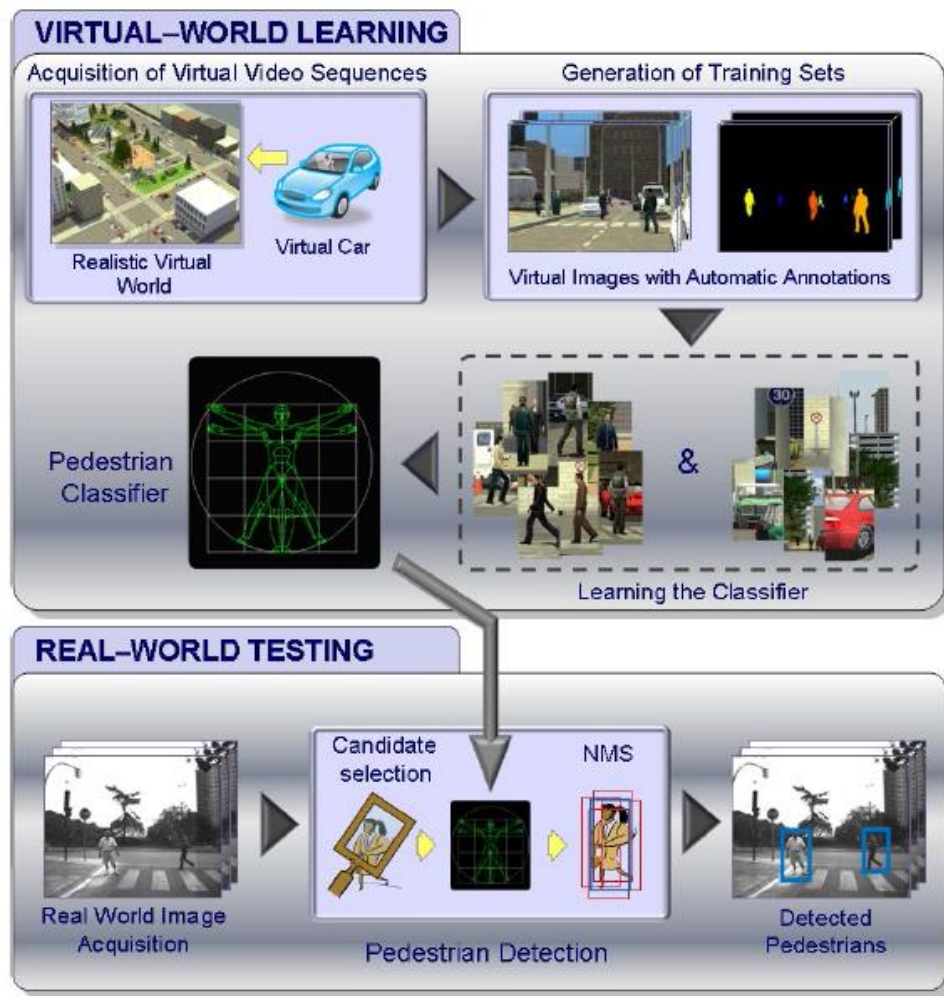 VIRTUAL–WORLD LEARNING
Acquisition of Virtual Video Sequences
Generation of Training Sets
Realistic Virtual
World
Virtual Car
Virtual Images with Automatic Annotations
Pedestrian
Classifier
30
&
Learning the Classifier
REAL–WORLD TESTING
Candidate
selection
NMS
Real World Image
Acquisition
Pedestrian Detection
Detected
Pedestrians